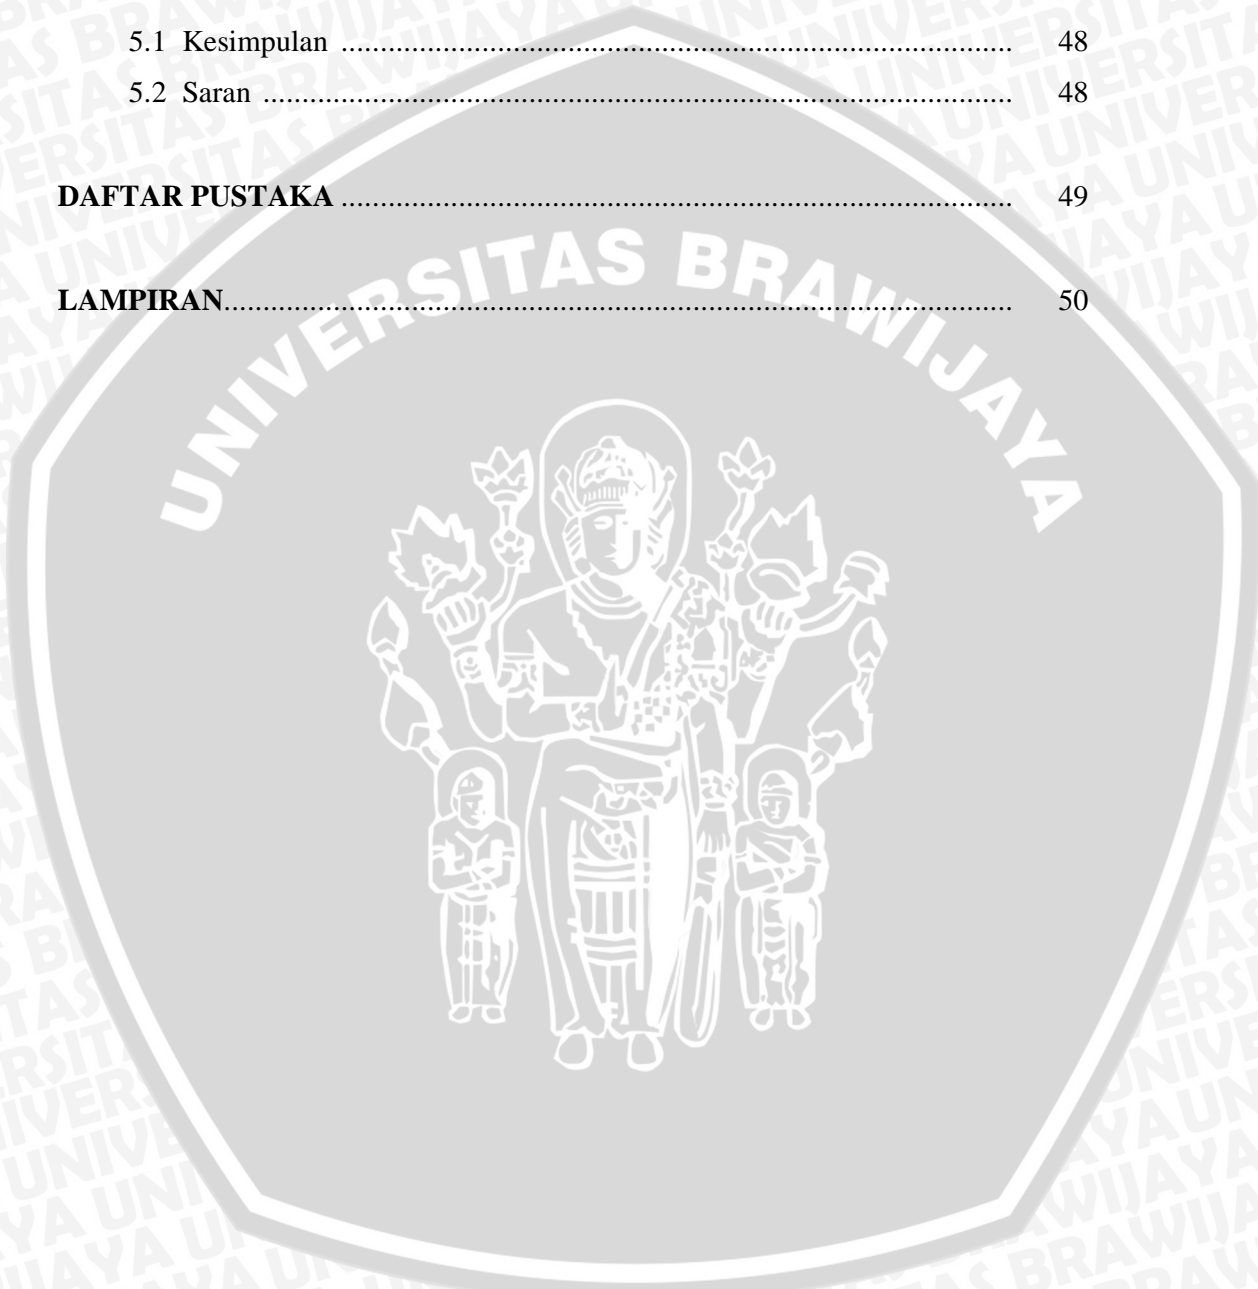 5.1 Kesimpulan ...................................................................................... 48
5.2 Saran ................................................................................................ 48
DAFTAR PUSTAKA ...................................................................................... 49
LAMPIRAN..................................................................................................... 50
UNIVERSITAS BRAWIJAYA